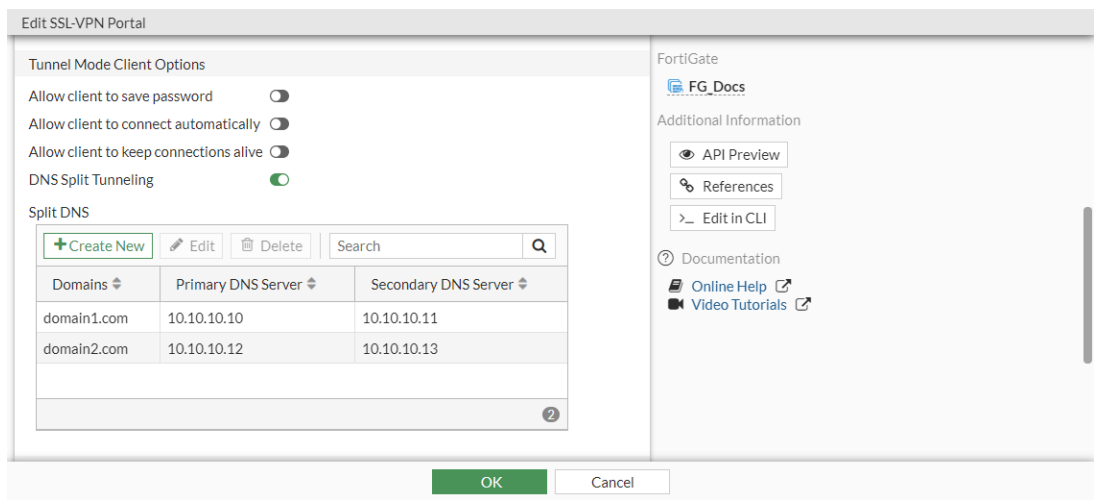 Edit SSL-VPN Portal
Tunnel Mode Client Options
Allow client to save password
Allow client to connect automatically
Allow client to keep connections alive
DNS Split Tunneling
Split DNS
Create New Edit Delete Search
Domains Primary DNS Server Secondary DNS Server
domain1.com 10.10.10.10 10.10.10.11
domain2.com 10.10.10.12 10.10.10.13
2
FortiGate
FG_Docs
Additional Information
API Preview
References
>_ Edit in CLI
Documentation
Online Help
Video Tutorials
OK Cancel